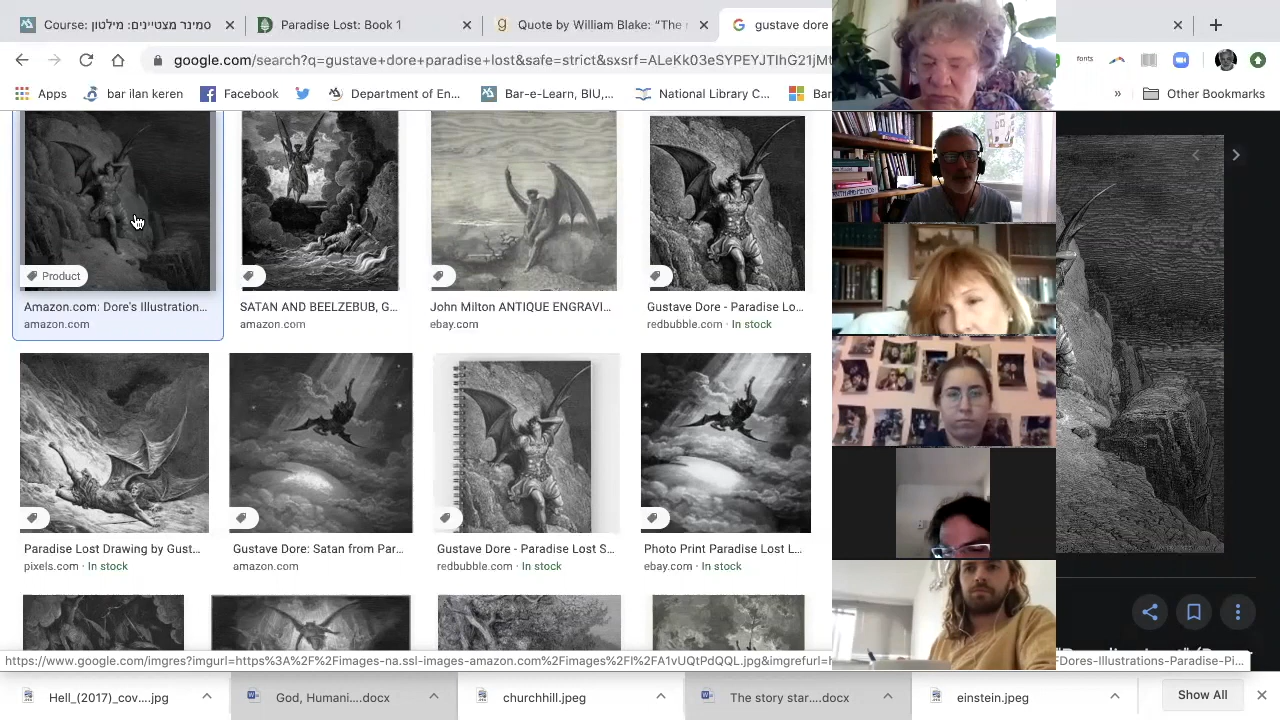 Course: סמינר מצטיינים: מילטון
Paradise Lost: Book 1
Quote by William Blake: “The
gustave dore
google.com/search?q=gustave+dore+paradise+lost&safe=strict&sxsrf=ALeKk03eSYPEYJTIhG21jM
fonts
Apps
bar ilan keren
Facebook
Department of En...
Bar-e-Learn, BIU,...
National Library C...
Bar
»
Other Bookmarks
Product
Amazon.com: Dore's Illustration...
amazon.com
SATAN AND BEELZEBUB, G...
amazon.com
John Milton ANTIQUE ENGRAVI...
ebay.com
Gustave Dore - Paradise Lo...
redbubble.com · In stock
Paradise Lost Drawing by Gust...
pixels.com · In stock
Gustave Dore: Satan from Par...
amazon.com
Gustave Dore - Paradise Lost S...
redbubble.com · In stock
Photo Print Paradise Lost L...
ebay.com · In stock
https://www.google.com/imgres?imgurl=https%3A%2F%2Fimages-na.ssl-images-amazon.com%2Fimages%2FI%2FA1vUQtPdQQL.jpg&imgrefurl=h
FDores-Illustrations-Paradise-Pi...
Hell_(2017)_cov....jpg
God, Humani....docx
churchhill.jpeg
The story star....docx
einstein.jpeg
Show All